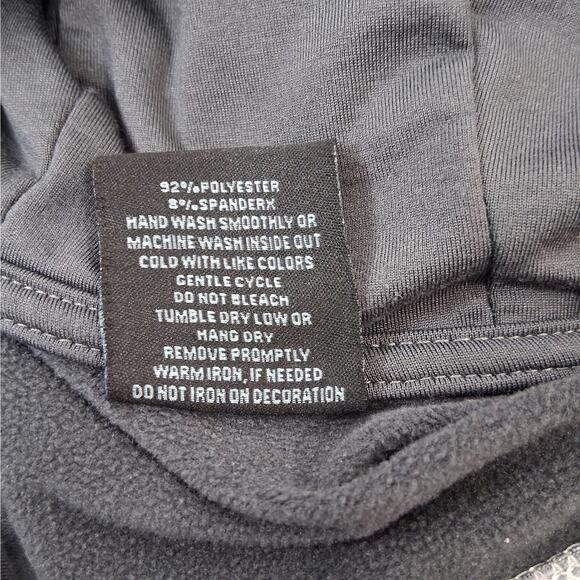 92%POLYESTER
8%SPANDERX
HAND WASH SMOOTHLY OR
MACHINE WASH INSIDE OUT
COLD WITH LIKE COLORS
GENTLE CYCLE
DO NOT BLEACH
TUMBLE DRY LOW OR
HANG DRY
REMOVE PROMPTLY
WARM IRON, IF NEEDED
DO NOT IRON ON DECORATION